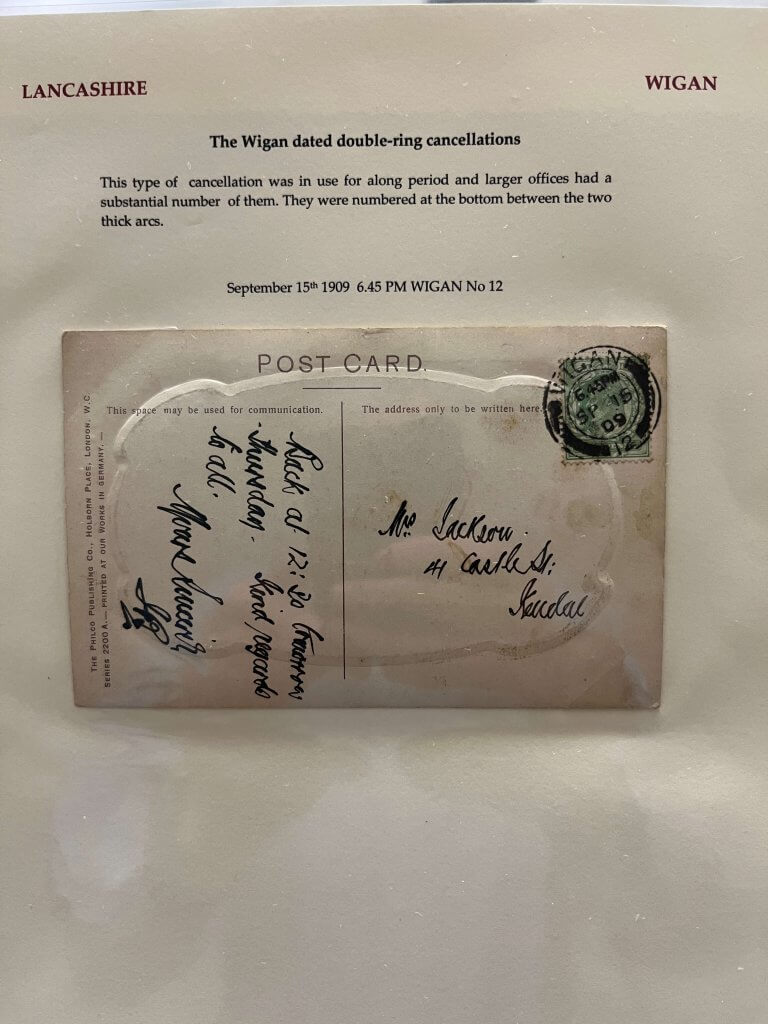 LANCASHIRE
WIGAN
The Wigan dated double-ring cancellations
This type of cancellation was in use for along period and larger offices had a
substantial number of them. They were numbered at the bottom between the two
thick arcs.
September 15th 1909 6.45 PM WIGAN No 12
POST CARD.
This space may be used for communication.
The address only to be written here.
THE PHILCO PUBLISHING CO., HOLBORN PLACE, LONDON, W.C.
SERIES 2200 A.— PRINTED AT OUR WORKS IN GERMANY.—
WIGAN
6.45PM
SP 15
09
12
Back at 12:30 tomorrow
Thursday. Kind regards
to all.
Yours
Mrs Jackson.
41 Castle St:
Kendal